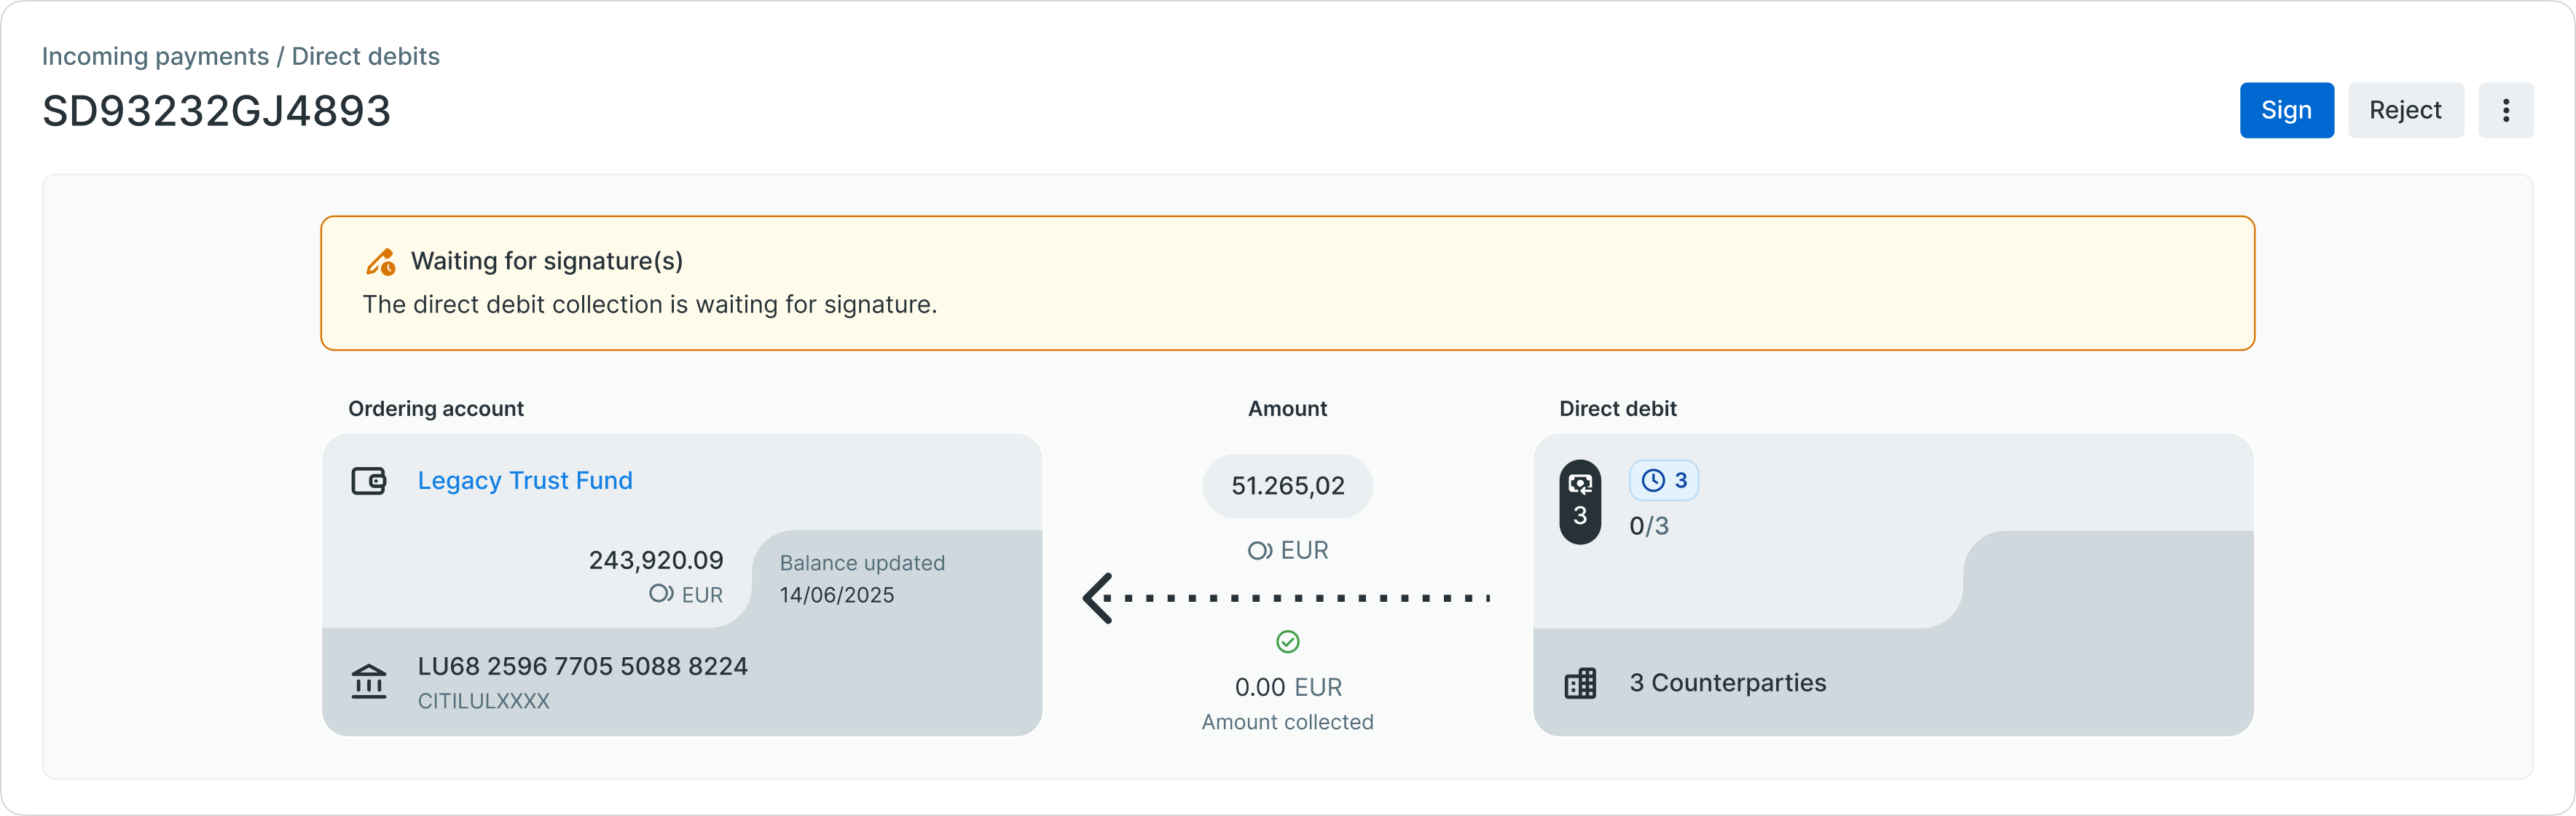 Incoming payments / Direct debits
SD93232GJ4893
Sign
Reject
Waiting for signature(s)
The direct debit collection is waiting for signature.
Ordering account
Legacy Trust Fund
243,920.09
EUR
Balance updated
14/06/2025
LU68 2596 7705 5088 8224
CITILULXXXX
Amount
51.265,02
EUR
0.00 EUR
Amount collected
Direct debit
3
3
0/3
3 Counterparties